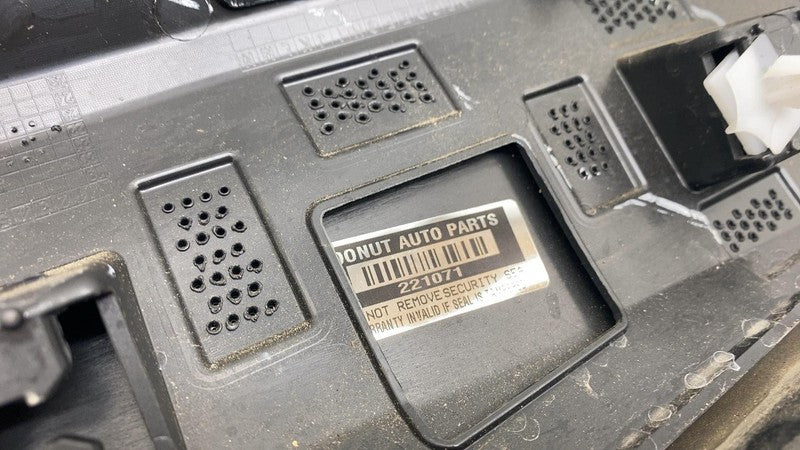 DONUT AUTO PARTS
221071
NOT REMOVE SECURITY SEA
RRANTY INVALID IF SEAL IS